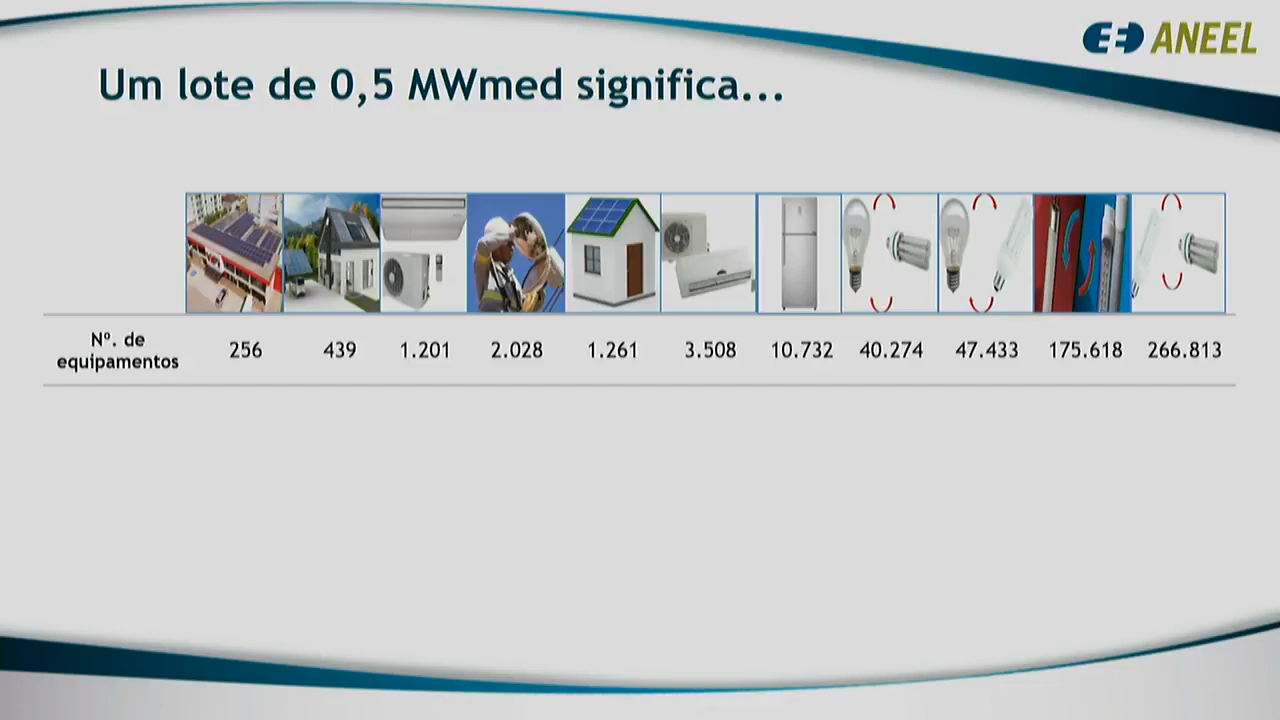 ANEEL
Um lote de 0,5 MWmed significa...
Nº. de
equipamentos
256 439 1.201 2.028 1.261 3.508 10.732 40.274 47.433 175.618 266.813